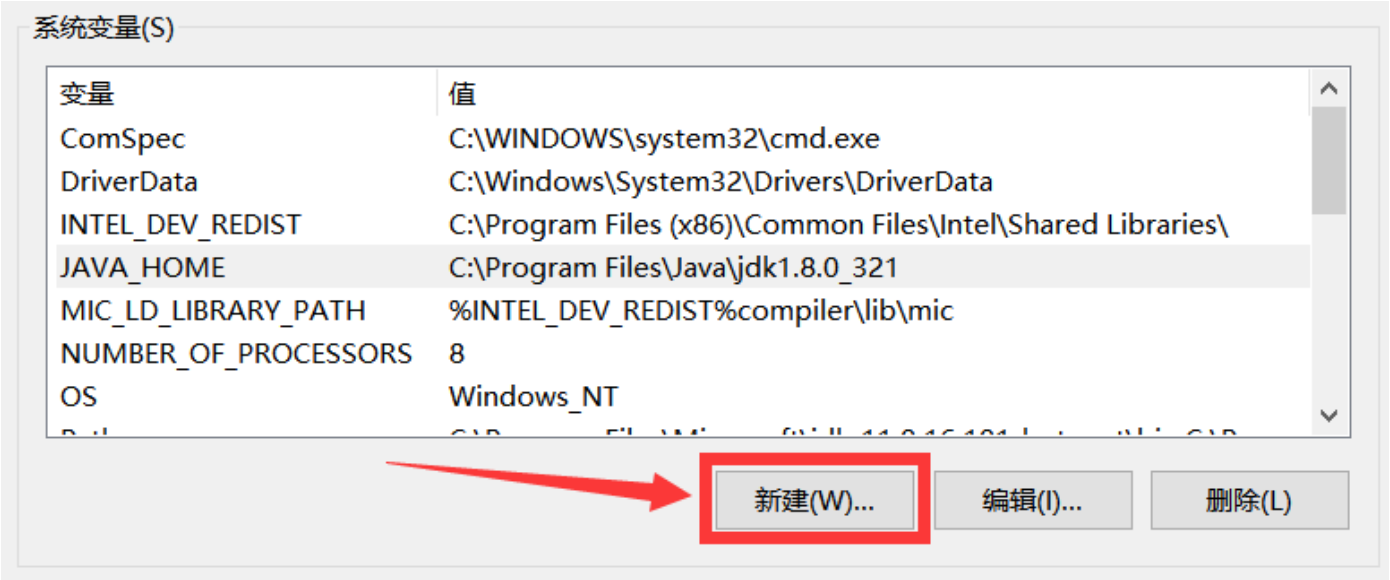 系统变量(S)
变量 值
ComSpec C:\WINDOWS\system32\cmd.exe
DriverData C:\Windows\System32\Drivers\DriverData
INTEL_DEV_REDIST C:\Program Files (x86)\Common Files\Intel\Shared Libraries\
JAVA_HOME C:\Program Files\Java\jdk1.8.0_321
MIC_LD_LIBRARY_PATH %INTEL_DEV_REDIST%compiler\lib\mic
NUMBER_OF_PROCESSORS 8
OS Windows_NT
新建(W)... 编辑(I)... 删除(L)